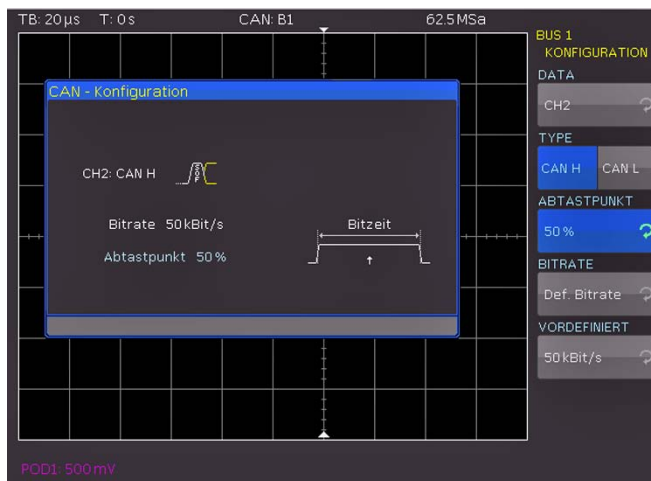 TB: 20 µs T: 0 s CAN: B1 62.5 MSa
BUS 1
KONFIGURATION
DATA
CH2
TYPE
CAN H CAN L
ABTASTPUNKT
50 %
BITRATE
Def. Bitrate
VORDEFINIERT
50 kBit/s
CAN - Konfiguration
CH2: CAN H
SOF
Bitrate 50 kBit/s
Abtastpunkt 50 %
Bitzeit
POD1: 500 mV